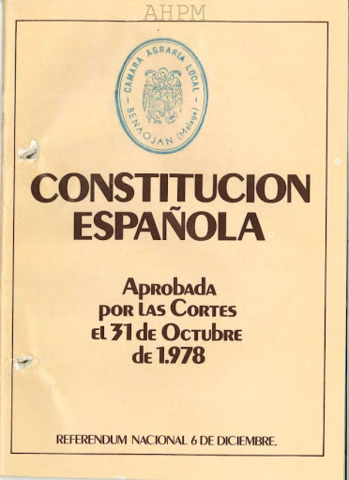 AHPM
CAMARA AGRARIA LOCAL
BENAOJAN (Málaga)
CONSTITUCION
ESPAÑOLA
Aprobada
por las Cortes
el 31 de Octubre
de 1.978
REFERENDUM NACIONAL 6 DE DICIEMBRE.